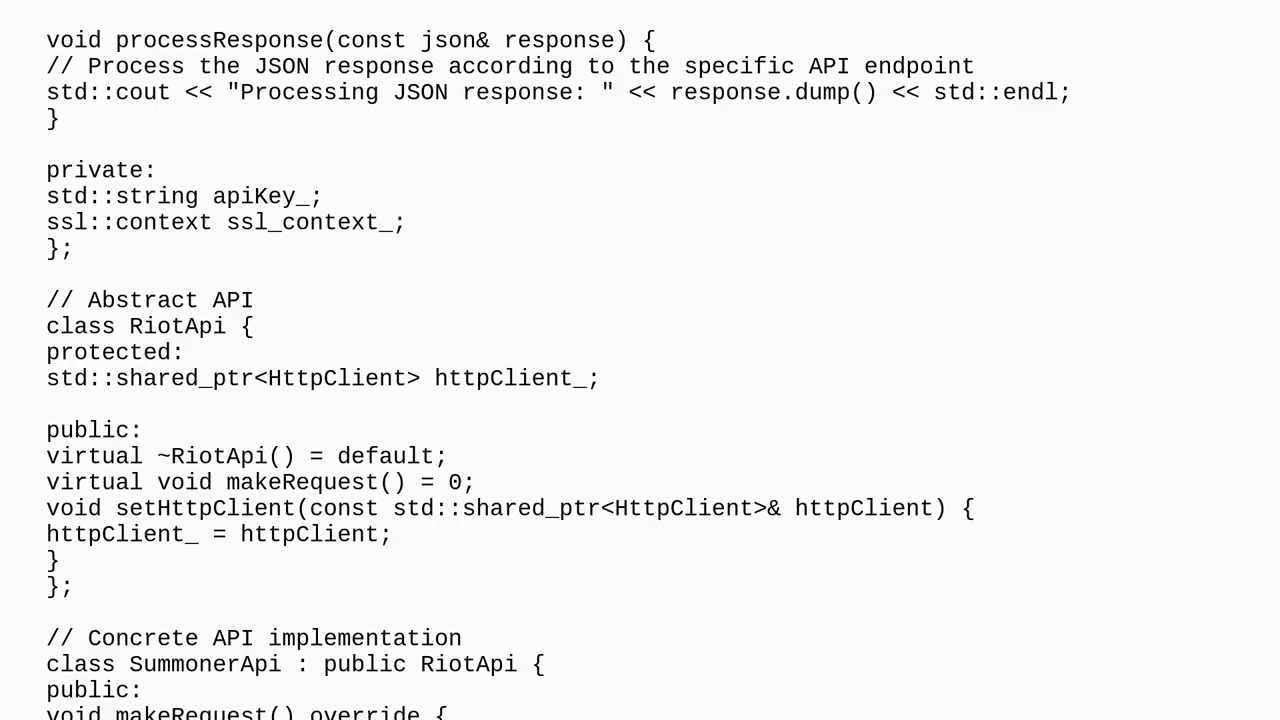 void processResponse(const json& response) {
// Process the JSON response according to the specific API endpoint
std::cout << "Processing JSON response: " << response.dump() << std::endl;
}
private:
std::string apiKey_;
ssl::context ssl_context_;
};
// Abstract API
class RiotApi {
protected:
std::shared_ptr<HttpClient> httpClient_;
public:
virtual ~RiotApi() = default;
virtual void makeRequest() = 0;
void setHttpClient(const std::shared_ptr<HttpClient>& httpClient) {
httpClient_ = httpClient;
}
};
// Concrete API implementation
class SummonerApi : public RiotApi {
public:
void makeRequest() override {